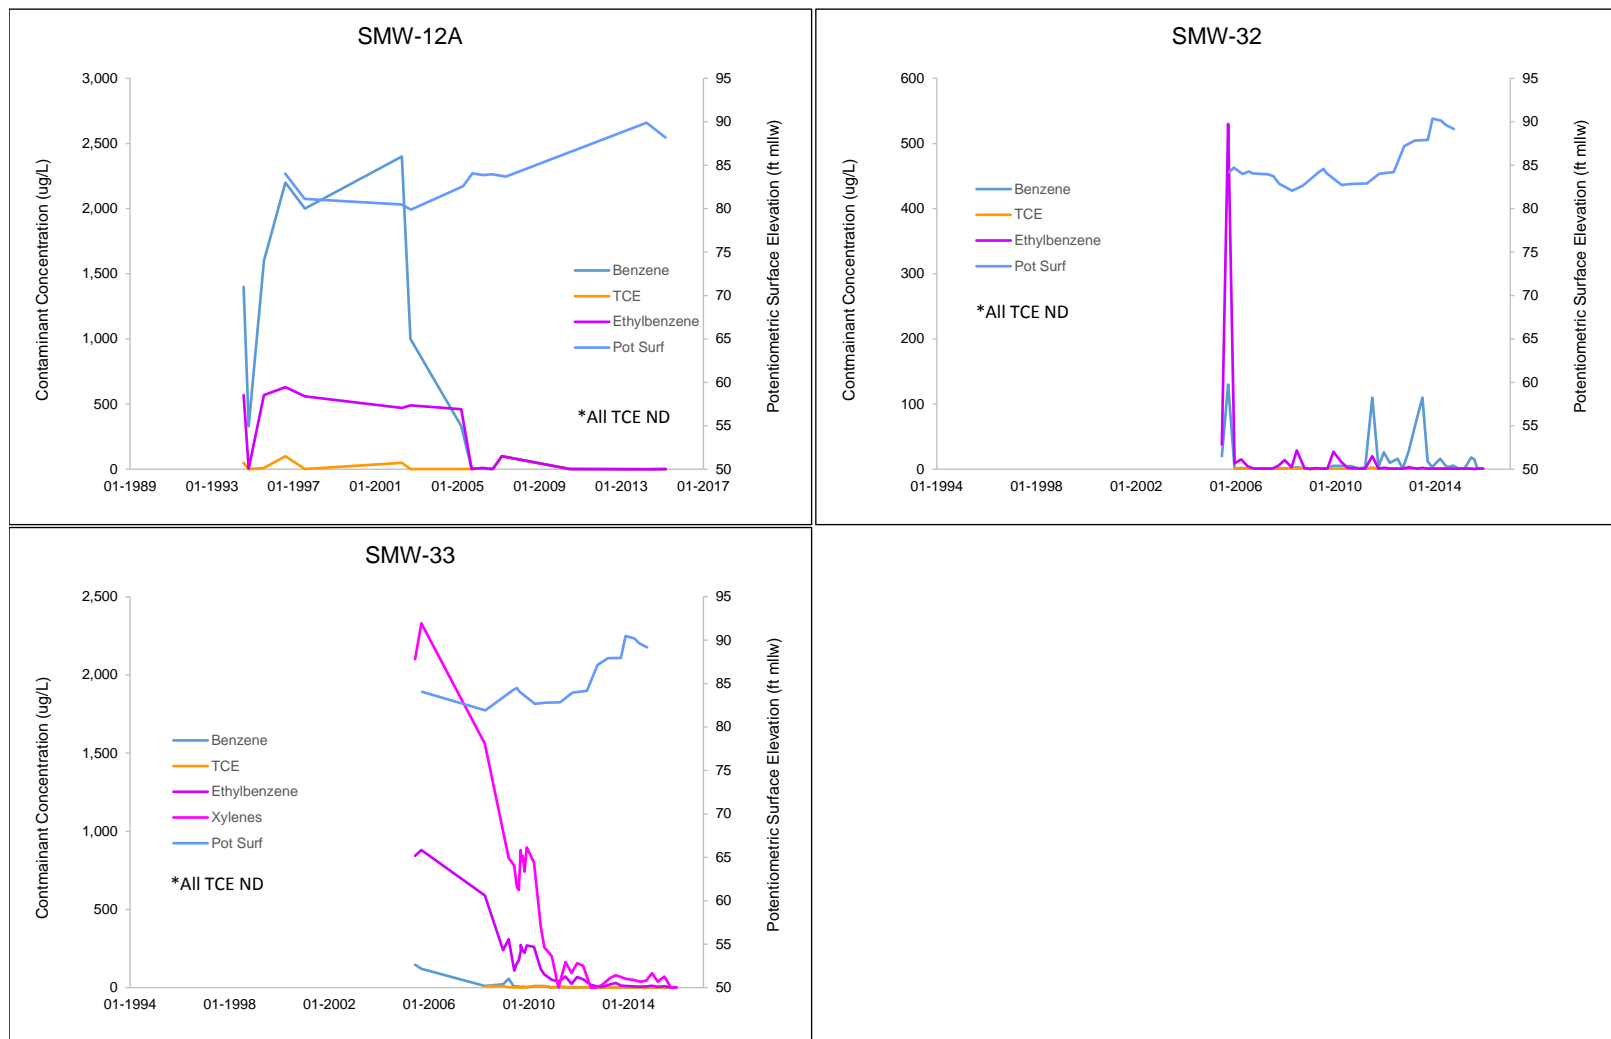 SMW-12A
3,000
2,500
2,000
1,500
1,000
500
0
95
90
85
80
75
70
65
60
55
50
01-1989
01-1993
01-1997
01-2001
01-2005
01-2009
01-2013
01-2017
Contaminant Concentration (ug/L)
Potentiometric Surface Elevation (ft mllw)
Benzene
TCE
Ethylbenzene
Pot Surf
*All TCE ND
SMW-32
600
500
400
300
200
100
0
95
90
85
80
75
70
65
60
55
50
01-1994
01-1998
01-2002
01-2006
01-2010
01-2014
Contmainant Concentration (ug/L)
Potentiometric Surface Elevation (ft mllw)
Benzene
TCE
Ethylbenzene
Pot Surf
*All TCE ND
SMW-33
2,500
2,000
1,500
1,000
500
0
95
90
85
80
75
70
65
60
55
50
01-1994
01-1998
01-2002
01-2006
01-2010
01-2014
Contmainant Concentration (ug/L)
Potentiometric Surface Elevation (ft mllw)
Benzene
TCE
Ethylbenzene
Xylenes
Pot Surf
*All TCE ND